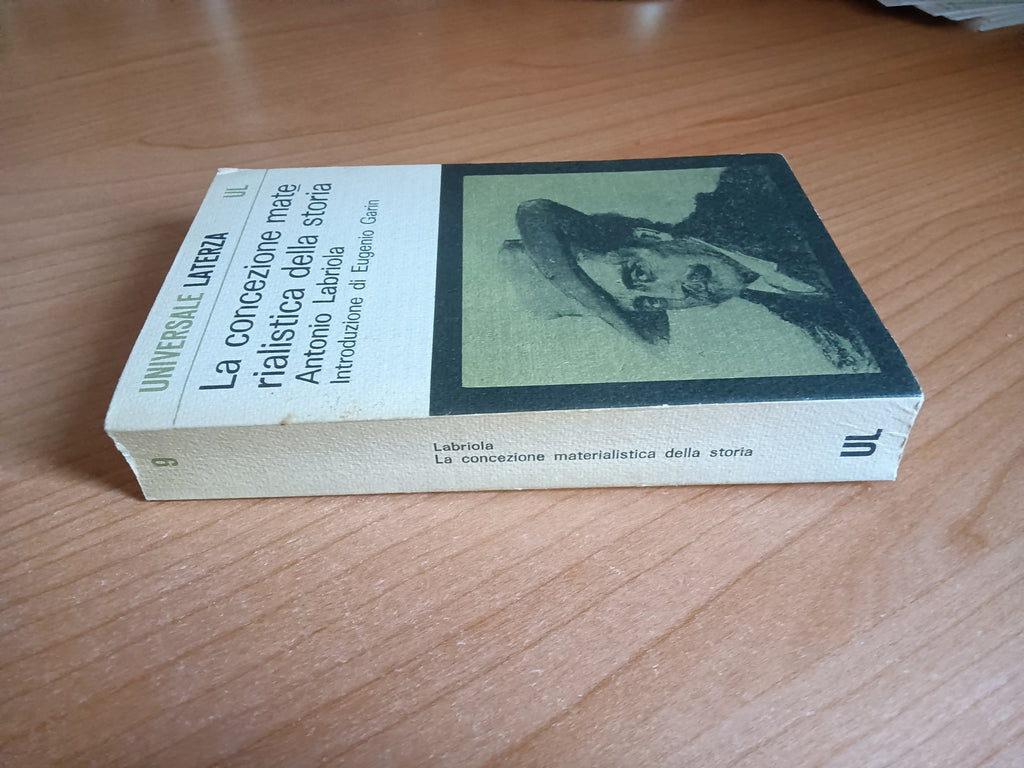 UNIVERSALE LATERZA UL
La concezione mate
rialistica della storia
Antonio Labriola
Introduzione di Eugenio Garin
9
Labriola
La concezione materialistica della storia
UL